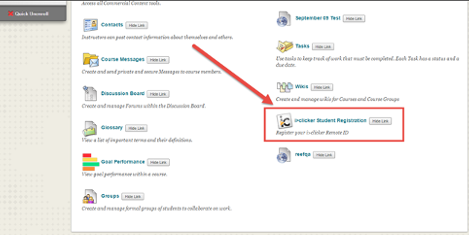 Access all Commercial Content tools.
Quick Unenroll
Contacts Hide Link
Instructors can post contact information about themselves and others.
Course Messages Hide Link
Create and send private and secure Messages to course members.
Discussion Board Hide Link
Create and manage Forums within the Discussion Board.
Glossary Hide Link
View a list of important terms and their definitions.
Goal Performance Hide Link
View goal performance within a course.
Groups Hide Link
Create and manage formal groups of students to collaborate on work.
September 09 Test Hide Link
Tasks Hide Link
Use tasks to keep track of work that must be completed. Each Task has a status and a
due date.
Wikis Hide Link
Create and manage wikis for Courses and Course Groups
i>clicker Student Registration Hide Link
Register your i>clicker Remote ID
reefqa Hide Link